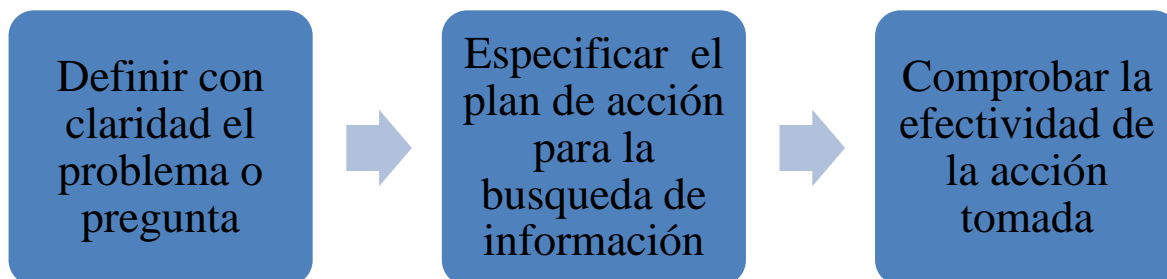 Definir con
claridad el
problema o
pregunta
Especificar el
plan de acción
para la
busqueda de
información
Comprobar la
efectividad de
la acción
tomada